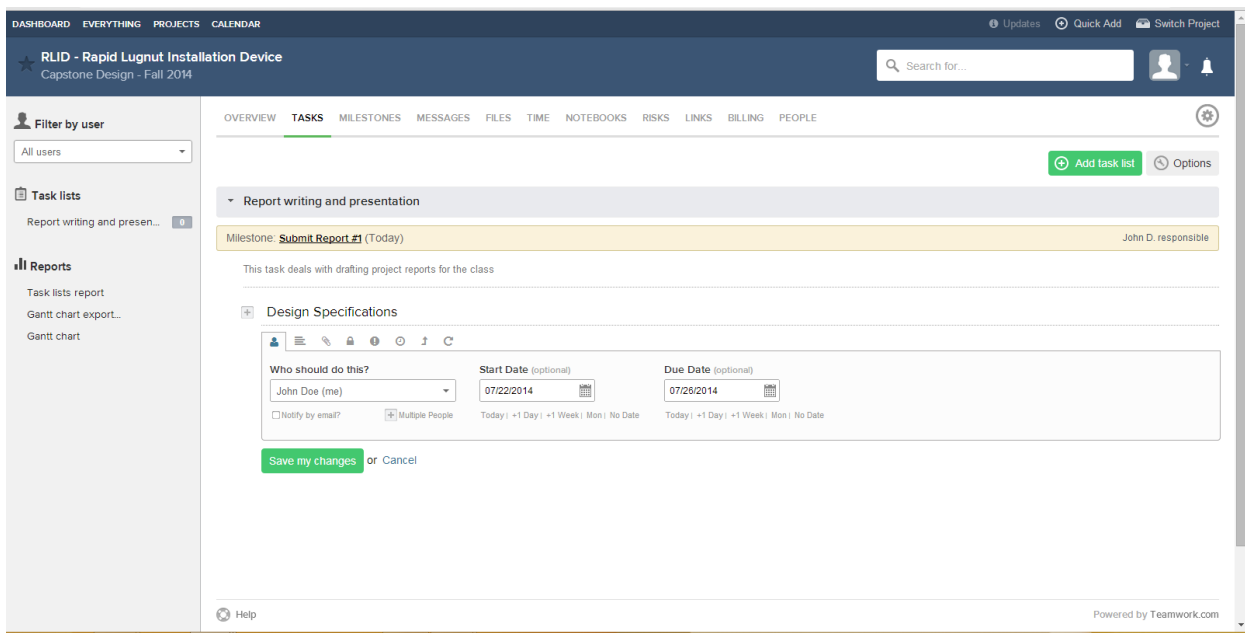 DASHBOARD EVERYTHING PROJECTS CALENDAR Updates Quick Add Switch Project
RLID - Rapid Lugnut Installation Device
Capstone Design - Fall 2014
Search for...
Filter by user
All users
Task lists
Report writing and presen... 0
Reports
Task lists report
Gantt chart export...
Gantt chart
OVERVIEW TASKS MILESTONES MESSAGES FILES TIME NOTEBOOKS RISKS LINKS BILLING PEOPLE
Add task list Options
Report writing and presentation
Milestone: Submit Report #1 (Today) John D. responsible
This task deals with drafting project reports for the class
Design Specifications
Who should do this? Start Date (optional) Due Date (optional)
John Doe (me) 07/22/2014 07/26/2014
Notify by email? Multiple People Today | +1 Day | +1 Week | Mon | No Date Today | +1 Day | +1 Week | Mon | No Date
Save my changes or Cancel
Help Powered by Teamwork.com